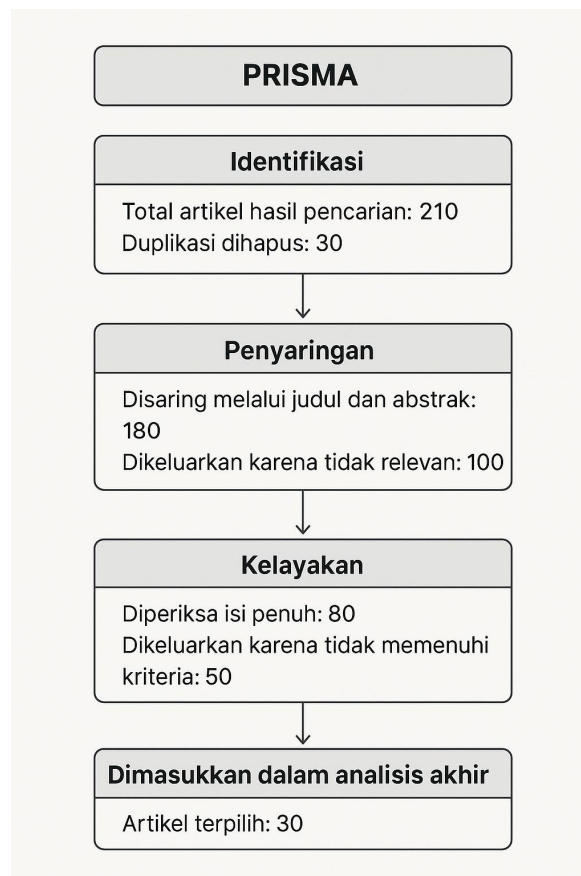 PRISMA
Identifikasi
Total artikel hasil pencarian: 210
Duplikasi dihapus: 30
Penyaringan
Disaring melalui judul dan abstrak:
180
Dikeluarkan karena tidak relevan: 100
Kelayakan
Diperiksa isi penuh: 80
Dikeluarkan karena tidak memenuhi
kriteria: 50
Dimasukkan dalam analisis akhir
Artikel terpilih: 30